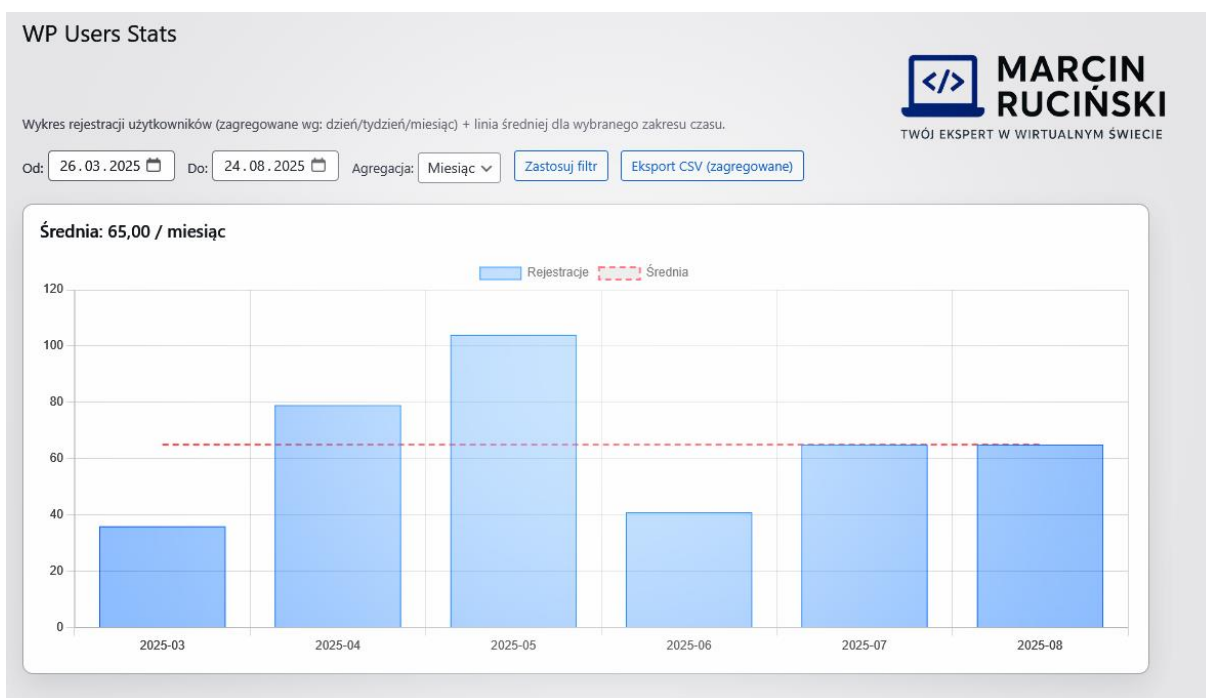 WP Users Stats
</> MARCIN
RUCIŃSKI
TWÓJ EKSPERT W WIRTUALNYM ŚWIECIE
Wykres rejestracji użytkowników (zagregowane wg: dzień/tydzień/miesiąc) + linia średniej dla wybranego zakresu czasu.
Od: 26.03.2025 Do: 24.08.2025 Agregacja: Miesiąc Zastosuj filtr Eksport CSV (zagregowane)
Średnia: 65,00 / miesiąc
Rejestracje Średnia
120
100
80
60
40
20
0
2025-03 2025-04 2025-05 2025-06 2025-07 2025-08